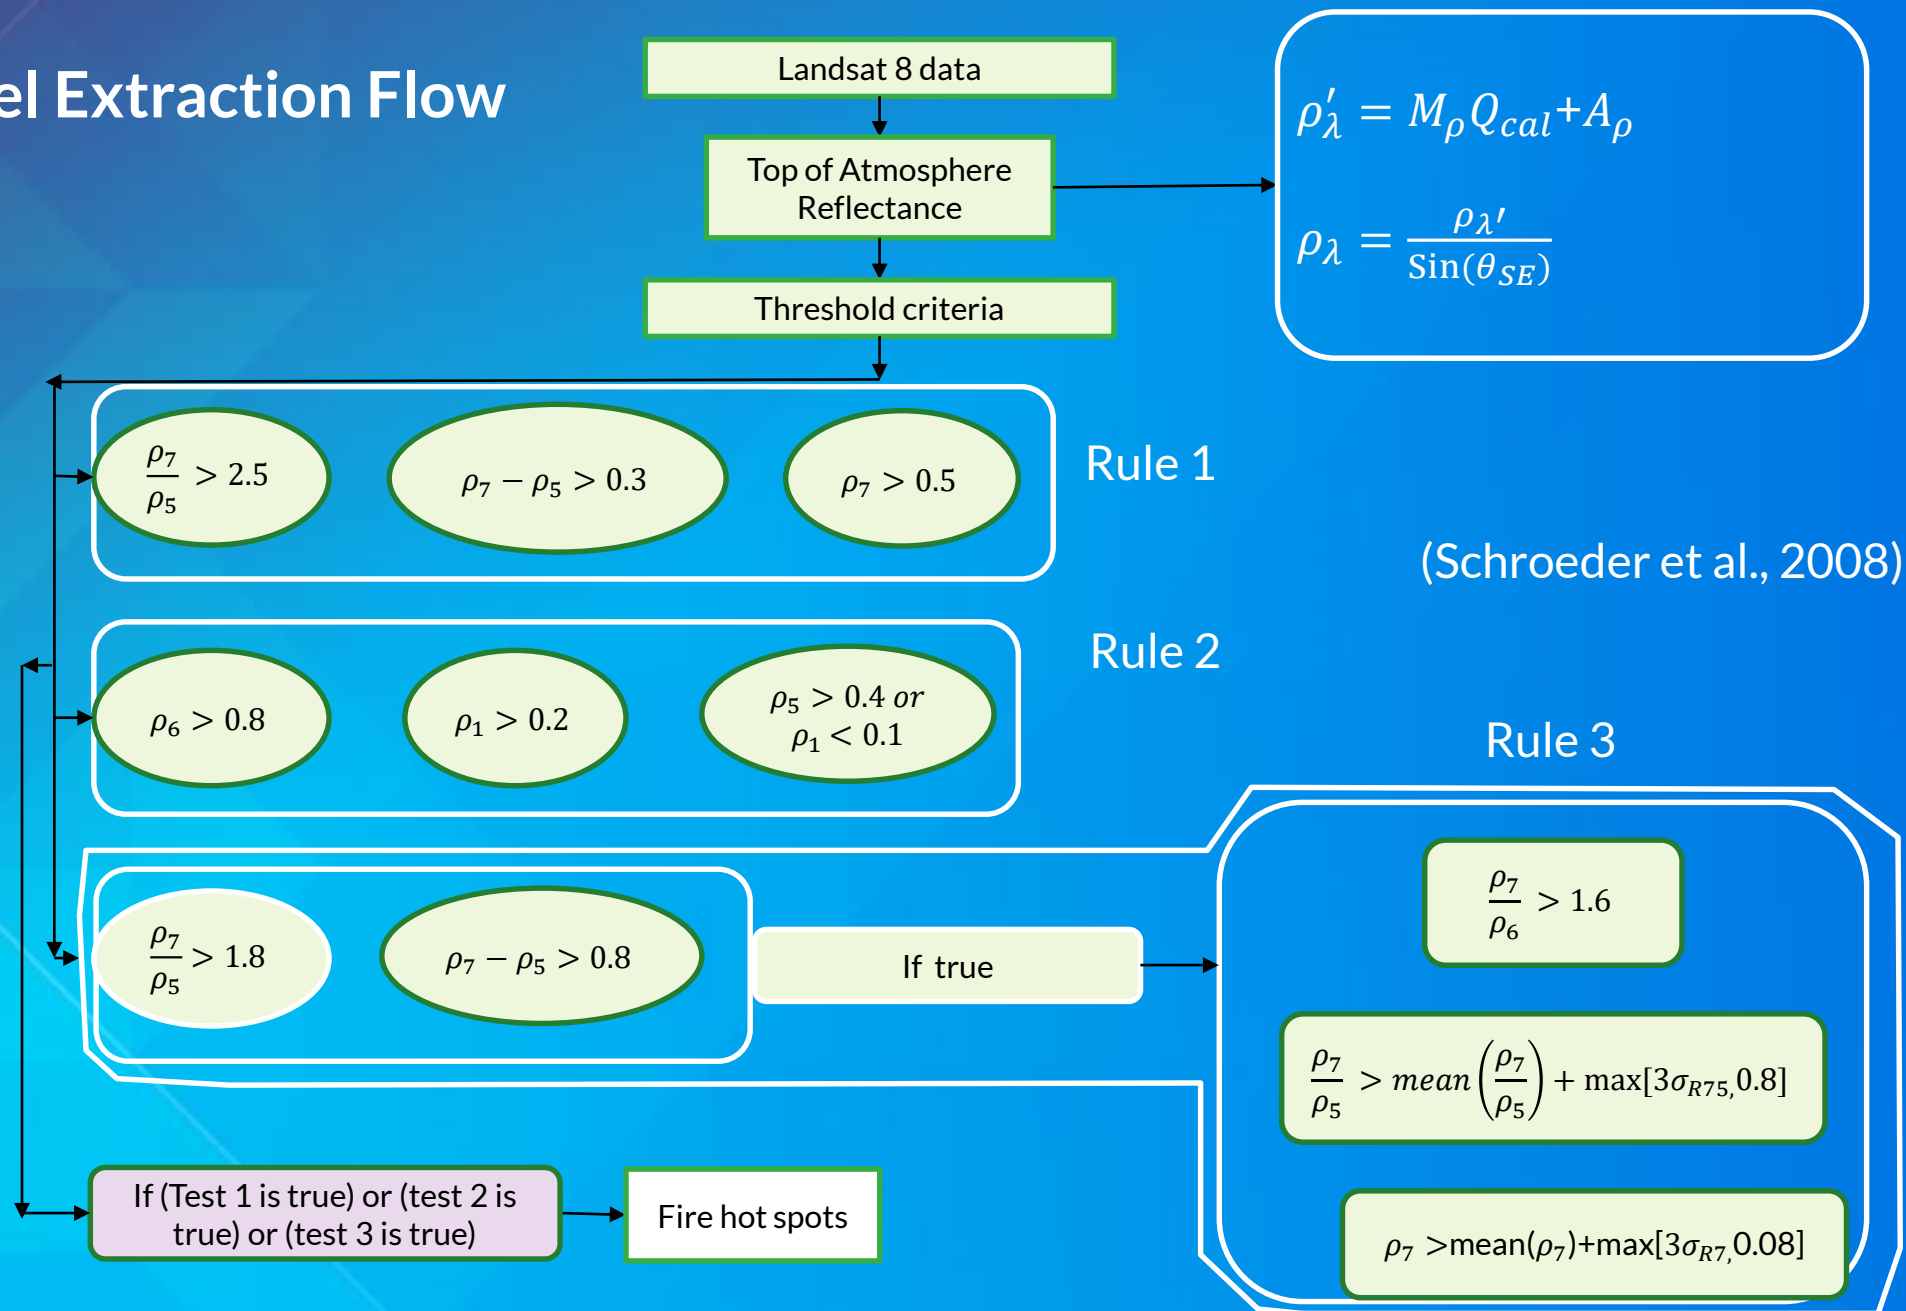 el Extraction Flow
Landsat 8 data
Top of Atmosphere
Reflectance
Threshold criteria
ρ′λ = MρQcal+Aρ
ρλ = ρλ′ / Sin(θSE)
ρ7/ρ5 > 2.5
ρ7 − ρ5 > 0.3
ρ7 > 0.5
Rule 1
(Schroeder et al., 2008)
Rule 2
ρ6 > 0.8
ρ1 > 0.2
ρ5 > 0.4 or
ρ1 < 0.1
Rule 3
ρ7/ρ5 > 1.8
ρ7 − ρ5 > 0.8
If true
ρ7/ρ6 > 1.6
ρ7/ρ5 > mean(ρ7/ρ5) + max[3σR75,0.8]
ρ7 >mean(ρ7)+max[3σR7,0.08]
If (Test 1 is true) or (test 2 is
true) or (test 3 is true)
Fire hot spots